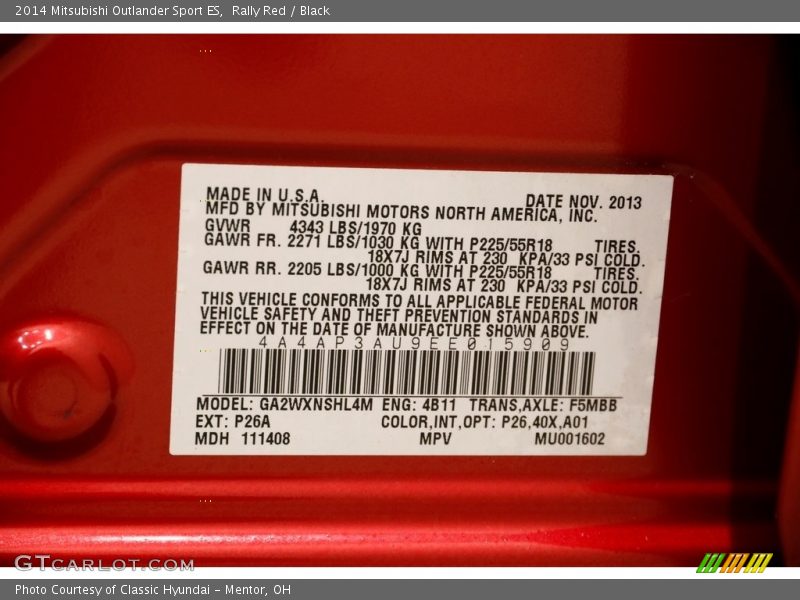 2014 Mitsubishi Outlander Sport ES,  Rally Red / Black
MADE IN U.S.A.    DATE NOV. 2013
MFD BY MITSUBISHI MOTORS NORTH AMERICA, INC.
GVWR    4343 LBS/1970 KG
GAWR FR. 2271 LBS/1030 KG WITH P225/55R18    TIRES,
18X7J RIMS AT 230  KPA/33 PSI COLD.
GAWR RR. 2205 LBS/1000 KG WITH P225/55R18    TIRES.
18X7J RIMS AT 230  KPA/33 PSI COLD.
THIS VEHICLE CONFORMS TO ALL APPLICABLE FEDERAL MOTOR
VEHICLE SAFETY AND THEFT PREVENTION STANDARDS IN
EFFECT ON THE DATE OF MANUFACTURE SHOWN ABOVE.
4A4AP3AU9EE015909
MODEL: GA2WXNSHL4M  ENG: 4B11  TRANS,AXLE: F5MBB
EXT: P26A    COLOR,INT,OPT: P26,40X,A01
MDH  111408    MPV    MU001602
GTCARLOT.COM
Photo Courtesy of Classic Hyundai - Mentor, OH